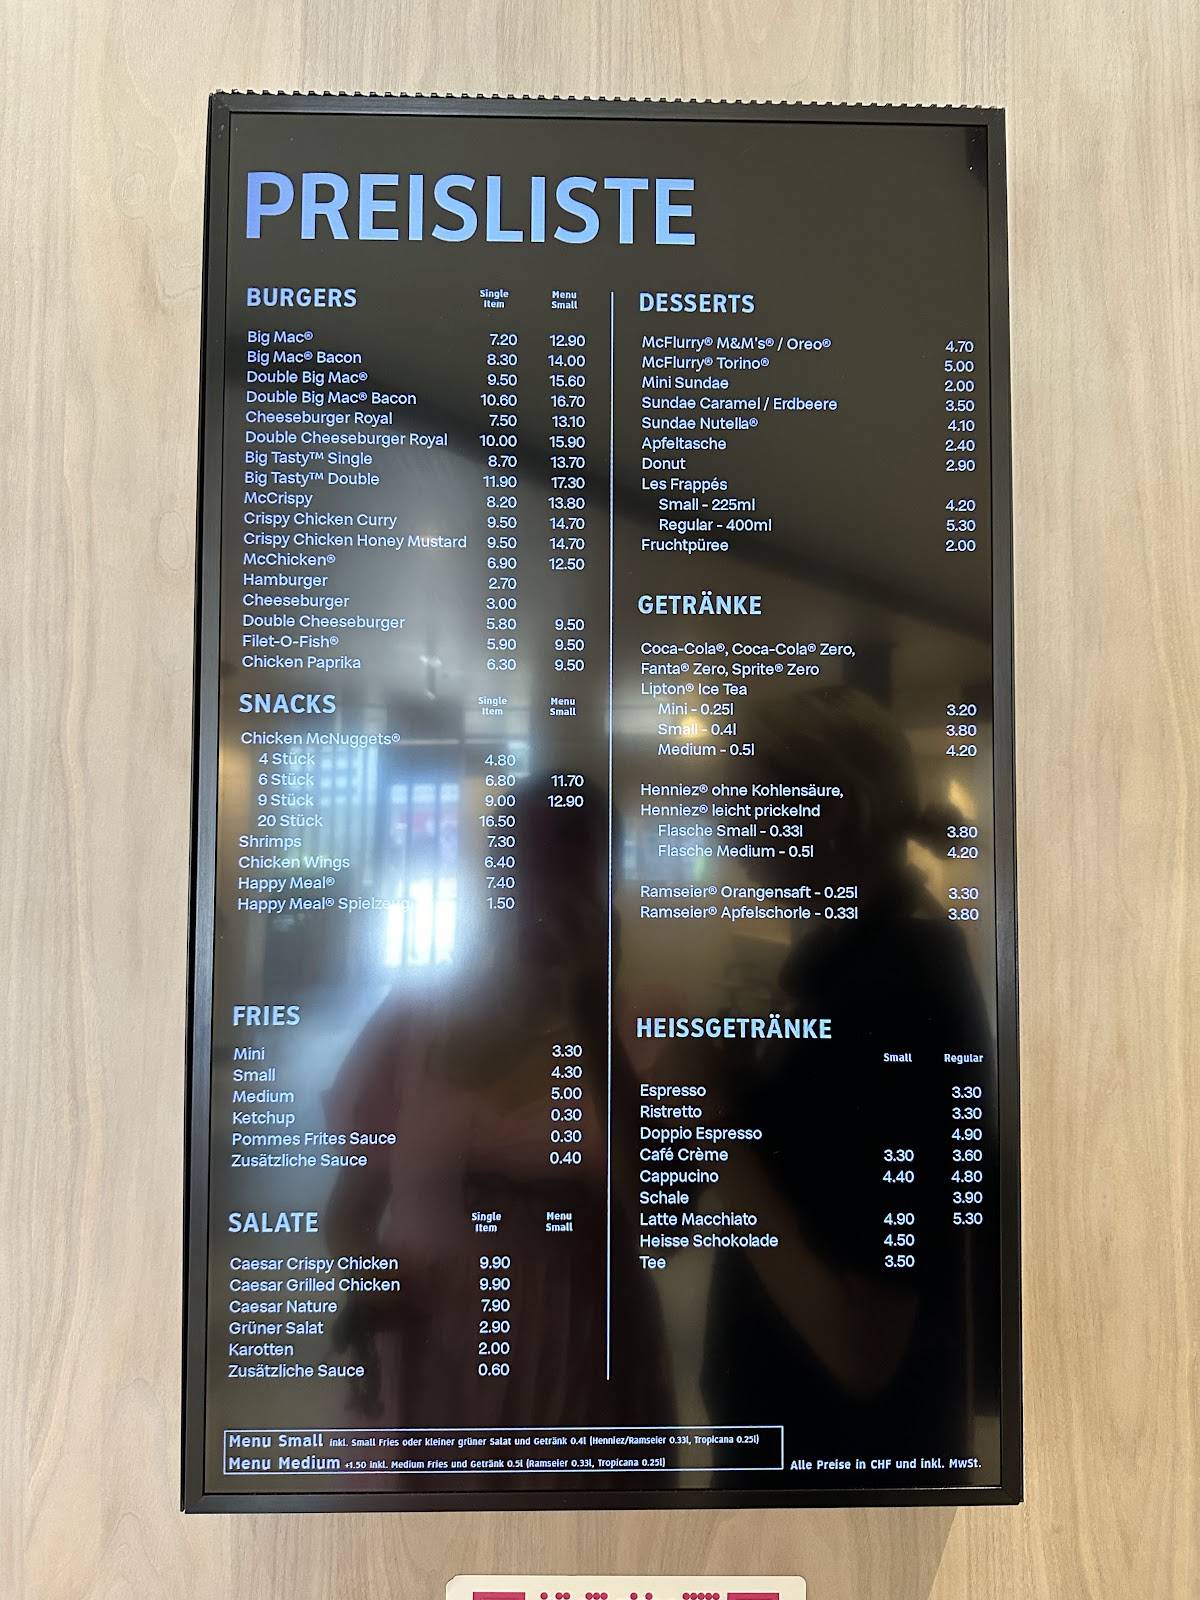 PREISLISTE
BURGERS Single Item Menu Small
Big Mac® 7.20 12.90
Big Mac® Bacon 8.30 14.00
Double Big Mac® 9.50 15.60
Double Big Mac® Bacon 10.60 16.70
Cheeseburger Royal 7.50 13.10
Double Cheeseburger Royal 10.00 15.90
Big Tasty™ Single 8.70 13.70
Big Tasty™ Double 11.90 17.30
McCrispy 8.20 13.80
Crispy Chicken Curry 9.50 14.70
Crispy Chicken Honey Mustard 9.50 14.70
McChicken® 6.90 12.50
Hamburger 2.70
Cheeseburger 3.00
Double Cheeseburger 5.80 9.50
Filet-O-Fish® 5.90 9.50
Chicken Paprika 6.30 9.50
SNACKS Single Item Menu Small
Chicken McNuggets®
4 Stück 4.80
6 Stück 6.80 11.70
9 Stück 9.00 12.90
20 Stück 16.50
Shrimps 7.30
Chicken Wings 6.40
Happy Meal® 7.40
Happy Meal® Spielzeug 1.50
FRIES
Mini 3.30
Small 4.30
Medium 5.00
Ketchup 0.30
Pommes Frites Sauce 0.30
Zusätzliche Sauce 0.40
SALATE Single Item Menu Small
Caesar Crispy Chicken 9.90
Caesar Grilled Chicken 9.90
Caesar Nature 7.90
Grüner Salat 2.90
Karotten 2.00
Zusätzliche Sauce 0.60
DESSERTS
McFlurry® M&M's® / Oreo® 4.70
McFlurry® Torino® 5.00
Mini Sundae 2.00
Sundae Caramel / Erdbeere 3.50
Sundae Nutella® 4.10
Apfeltasche 2.40
Donut 2.90
Les Frappés
Small - 225ml 4.20
Regular - 400ml 5.30
Fruchtpüree 2.00
GETRÄNKE
Coca-Cola®, Coca-Cola® Zero,
Fanta® Zero, Sprite® Zero
Lipton® Ice Tea
Mini - 0.25l 3.20
Small - 0.4l 3.80
Medium - 0.5l 4.20
Henniez® ohne Kohlensäure,
Henniez® leicht prickelnd
Flasche Small - 0.33l 3.80
Flasche Medium - 0.5l 4.20
Ramseier® Orangensaft - 0.25l 3.30
Ramseier® Apfelschorle - 0.33l 3.80
HEISSGETRÄNKE
Small Regular
Espresso 3.30
Ristretto 3.30
Doppio Espresso 4.90
Café Crème 3.30 3.60
Cappucino 4.40 4.80
Schale 3.90
Latte Macchiato 4.90 5.30
Heisse Schokolade 4.50
Tee 3.50
Menu Small inkl. Small Fries oder kleiner grüner Salat und Getränk 0.4l (Henniez/Ramseier 0.33l, Tropicana 0.25l)
Menu Medium +1.50 inkl. Medium Fries und Getränk 0.5l (Ramseier 0.33l, Tropicana 0.25l)
Alle Preise in CHF und inkl. MwSt.